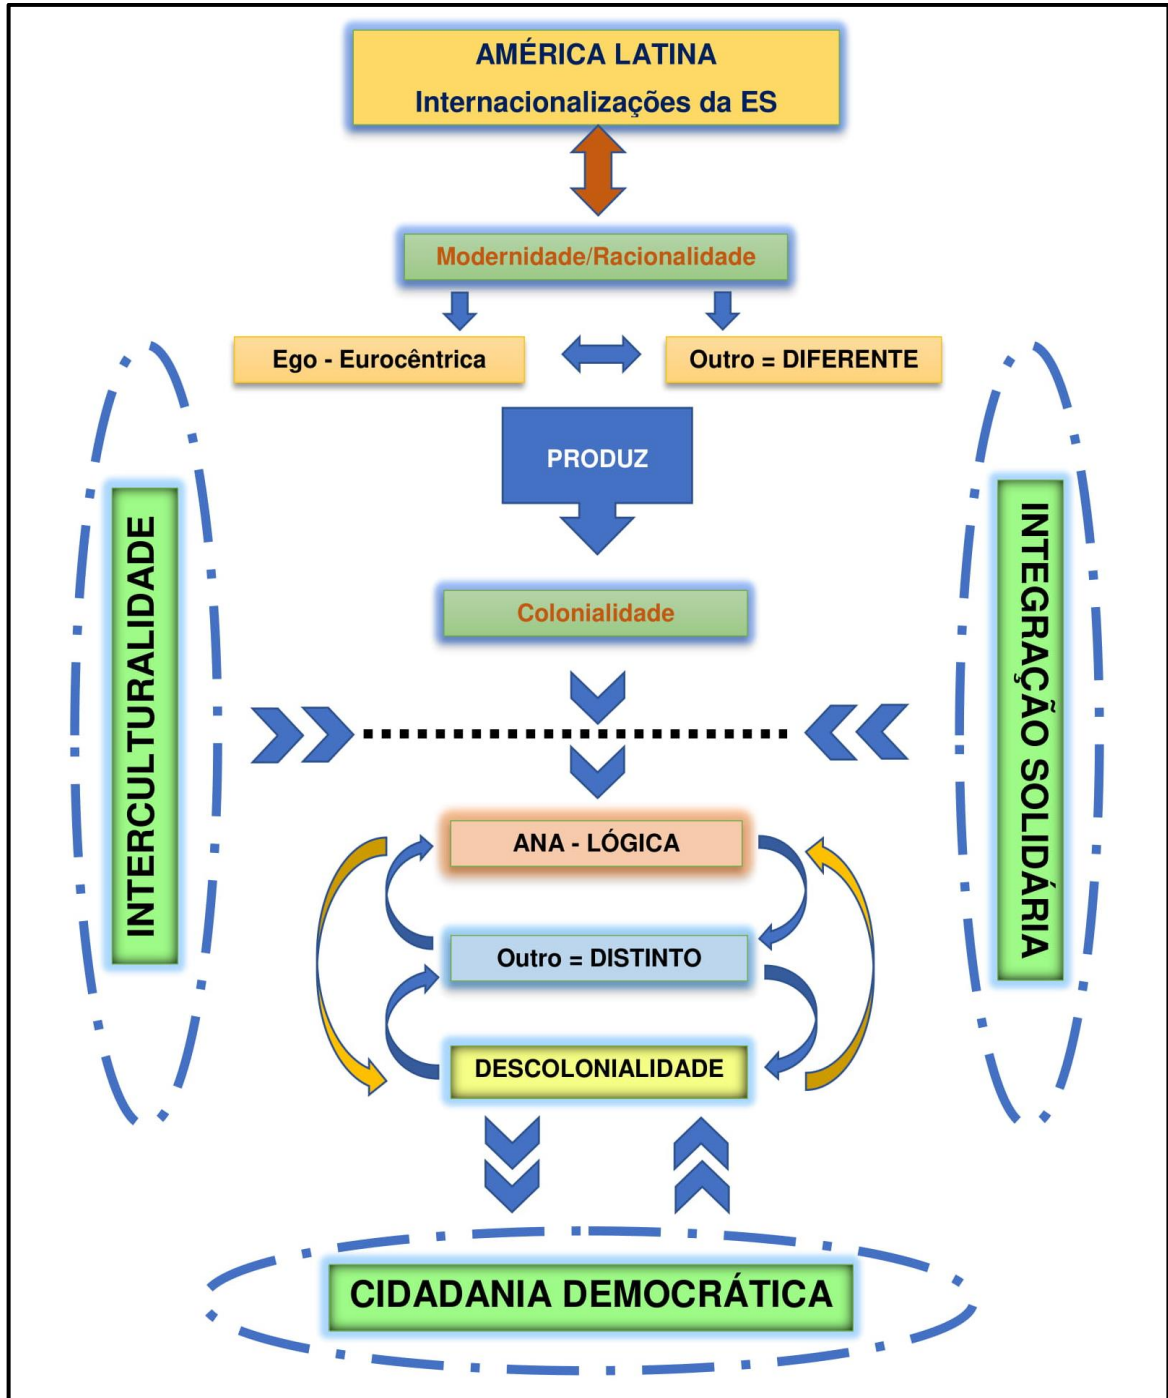 AMÉRICA LATINA
Internacionalizações da ES
Modernidade/Racionalidade
Ego - Eurocêntrica
Outro = DIFERENTE
PRODUZ
Colonialidade
INTERCULTURALIDADE
INTEGRAÇÃO SOLIDÁRIA
ANA - LÓGICA
Outro = DISTINTO
DESCOLONIALIDADE
CIDADANIA DEMOCRÁTICA